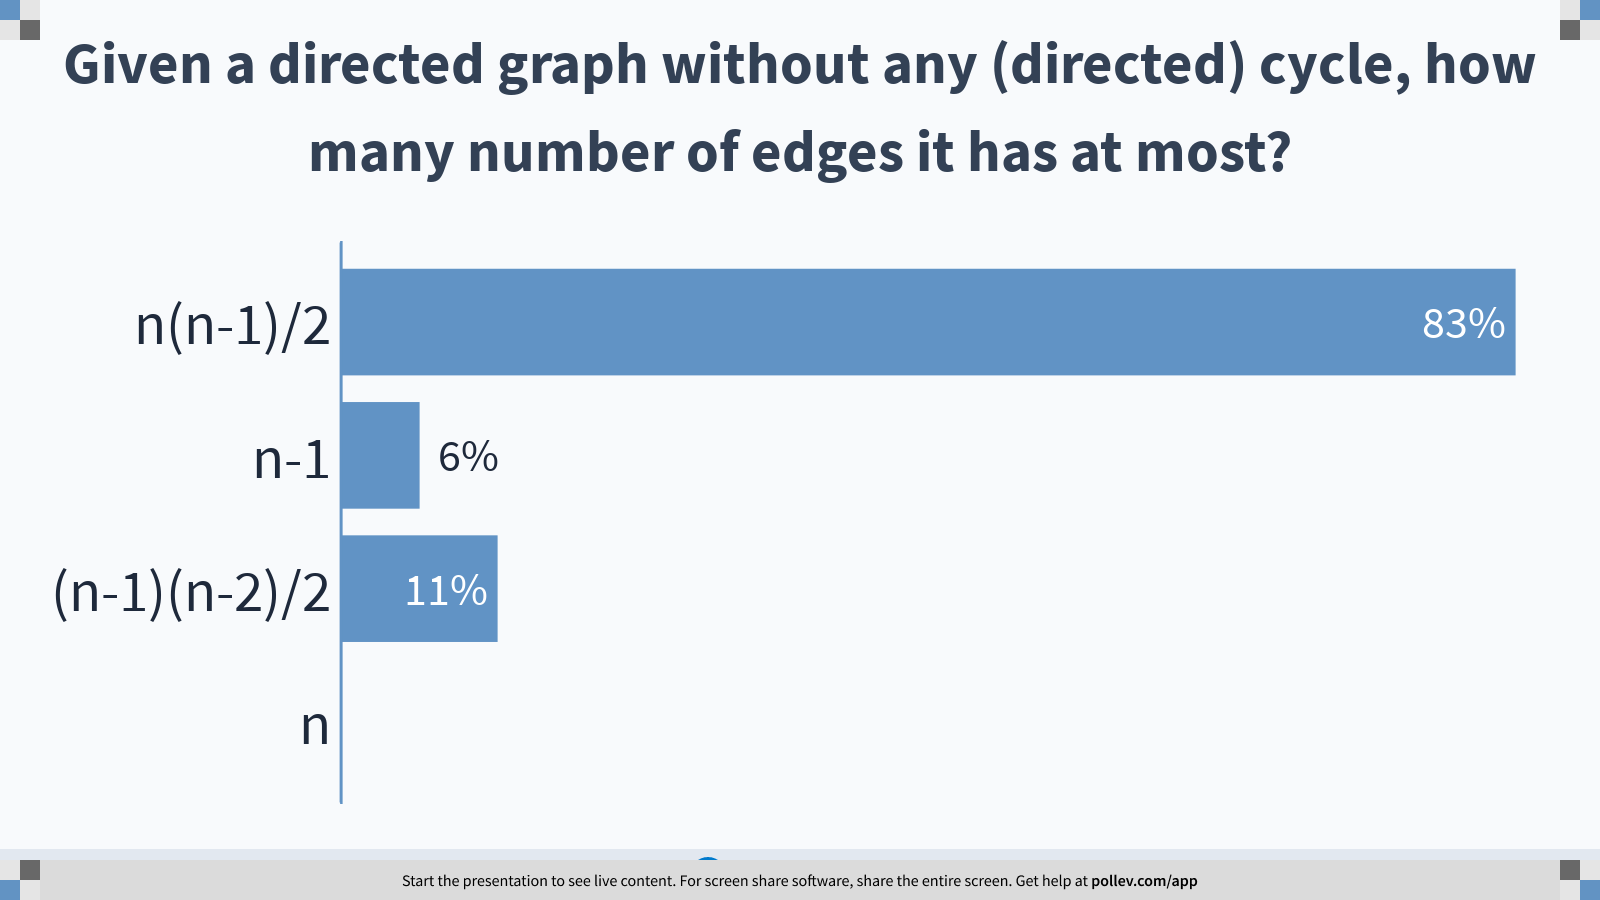 Given a directed graph without any (directed) cycle, how
many number of edges it has at most?
n(n-1)/2
83%
n-1
6%
(n-1)(n-2)/2
11%
n
Start the presentation to see live content. For screen share software, share the entire screen. Get help at pollev.com/app